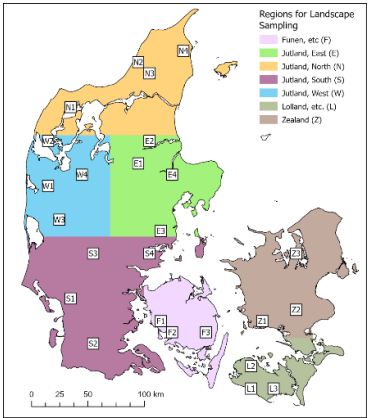 Regions for Landscape
Sampling
Funen, etc (F)
Jutland, East (E)
Jutland, North (N)
Jutland, South (S)
Jutland, West (W)
Lolland, etc. (L)
Zealand (Z)
N4
N2
N3
N1
W2
E2
E1
W4
E4
W1
W3
E3
S3
S4
Z3
S1
Z2
F1
Z1
F2
F3
S2
L2
L1
L3
0 25 50 100 km